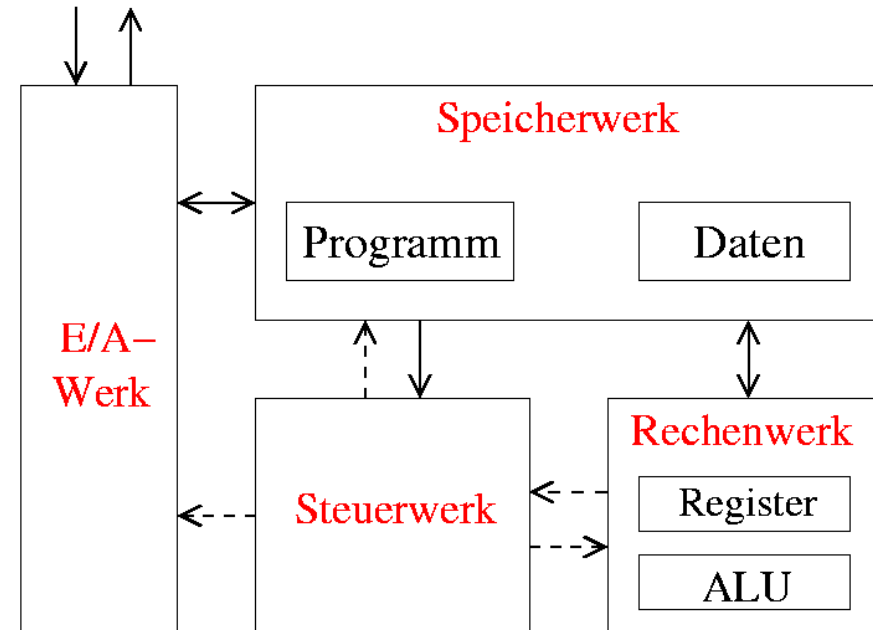 Speicherwerk
Programm
Daten
E/A–
Werk
Steuerwerk
Rechenwerk
Register
ALU